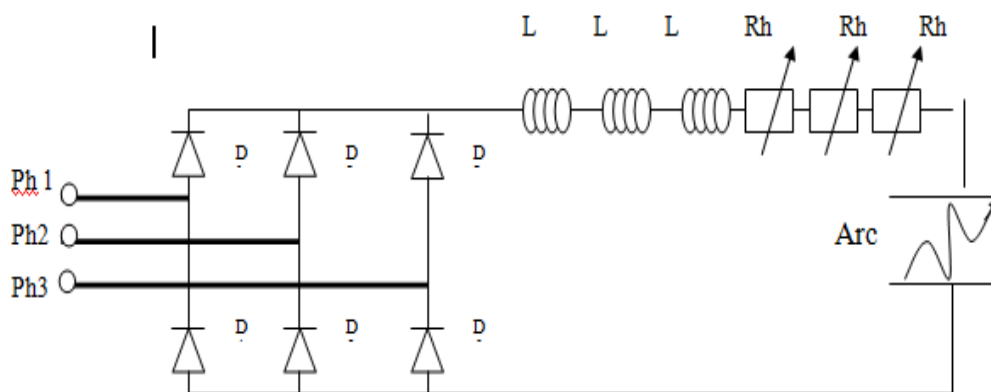 L L L Rh Rh Rh
D D D
Ph 1
Ph2
Arc
Ph3
D D D